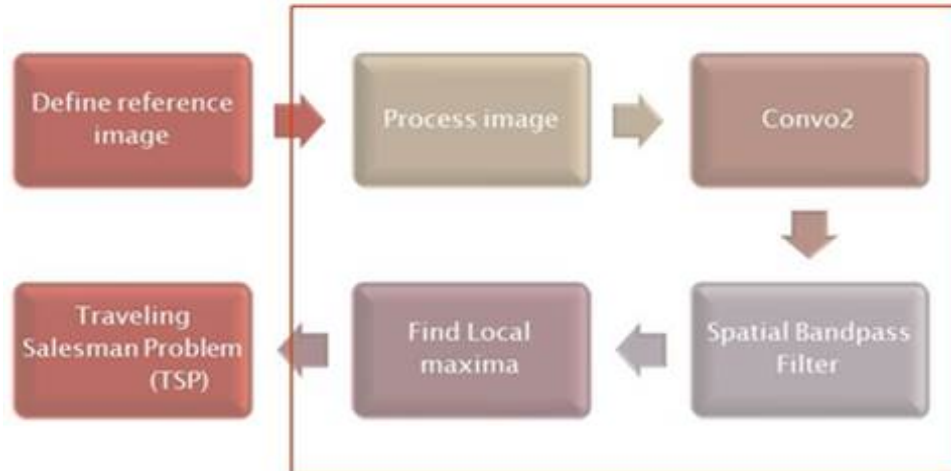 Define reference
image
Process image
Convo2
Traveling
Salesman Problem
(TSP)
Find Local
maxima
Spatial Bandpass
Filter